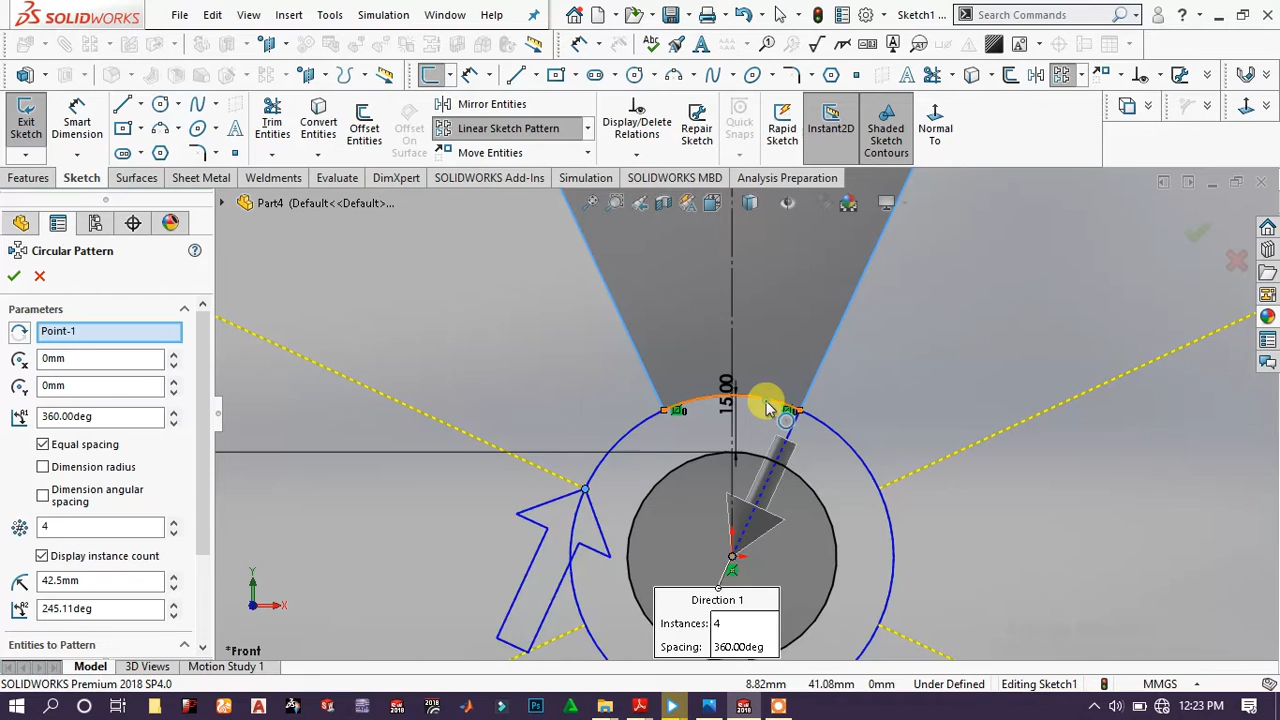 SOLIDWORKS File Edit View Insert Tools Simulation Window Help Sketch1 ... Search Commands ?
Abc A
Exit Sketch
Smart Dimension
Trim Entities
Convert Entities
Offset Entities
Offset On Surface
Mirror Entities
Linear Sketch Pattern
Move Entities
Display/Delete Relations
Repair Sketch
Quick Snaps
Rapid Sketch
Instant2D
Shaded Sketch Contours
Normal To
Features Sketch Surfaces Sheet Metal Weldments Evaluate DimXpert SOLIDWORKS Add-Ins Simulation SOLIDWORKS MBD Analysis Preparation
Part4 (Default<<Default>...
Circular Pattern
Parameters
Point-1
0mm
0mm
360.00deg
Equal spacing
Dimension radius
Dimension angular spacing
4
Display instance count
42.5mm
245.11deg
Entities to Pattern
15.00
Direction 1
Instances: 4
Spacing: 360.00deg
Y
X
*Front
Model 3D Views Motion Study 1
SOLIDWORKS Premium 2018 SP4.0 8.82mm 41.08mm 0mm Under Defined Editing Sketch1 MMGS
12:23 PM